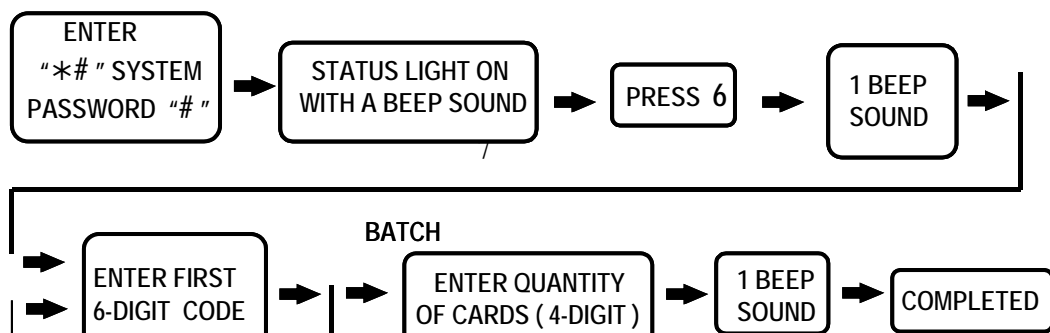 ENTER
“*#” SYSTEM
PASSWORD “#”
STATUS LIGHT ON
WITH A BEEP SOUND
PRESS 6
1 BEEP
SOUND
/
ENTER FIRST
6-DIGIT CODE
BATCH
ENTER QUANTITY
OF CARDS ( 4-DIGIT )
1 BEEP
SOUND
COMPLETED